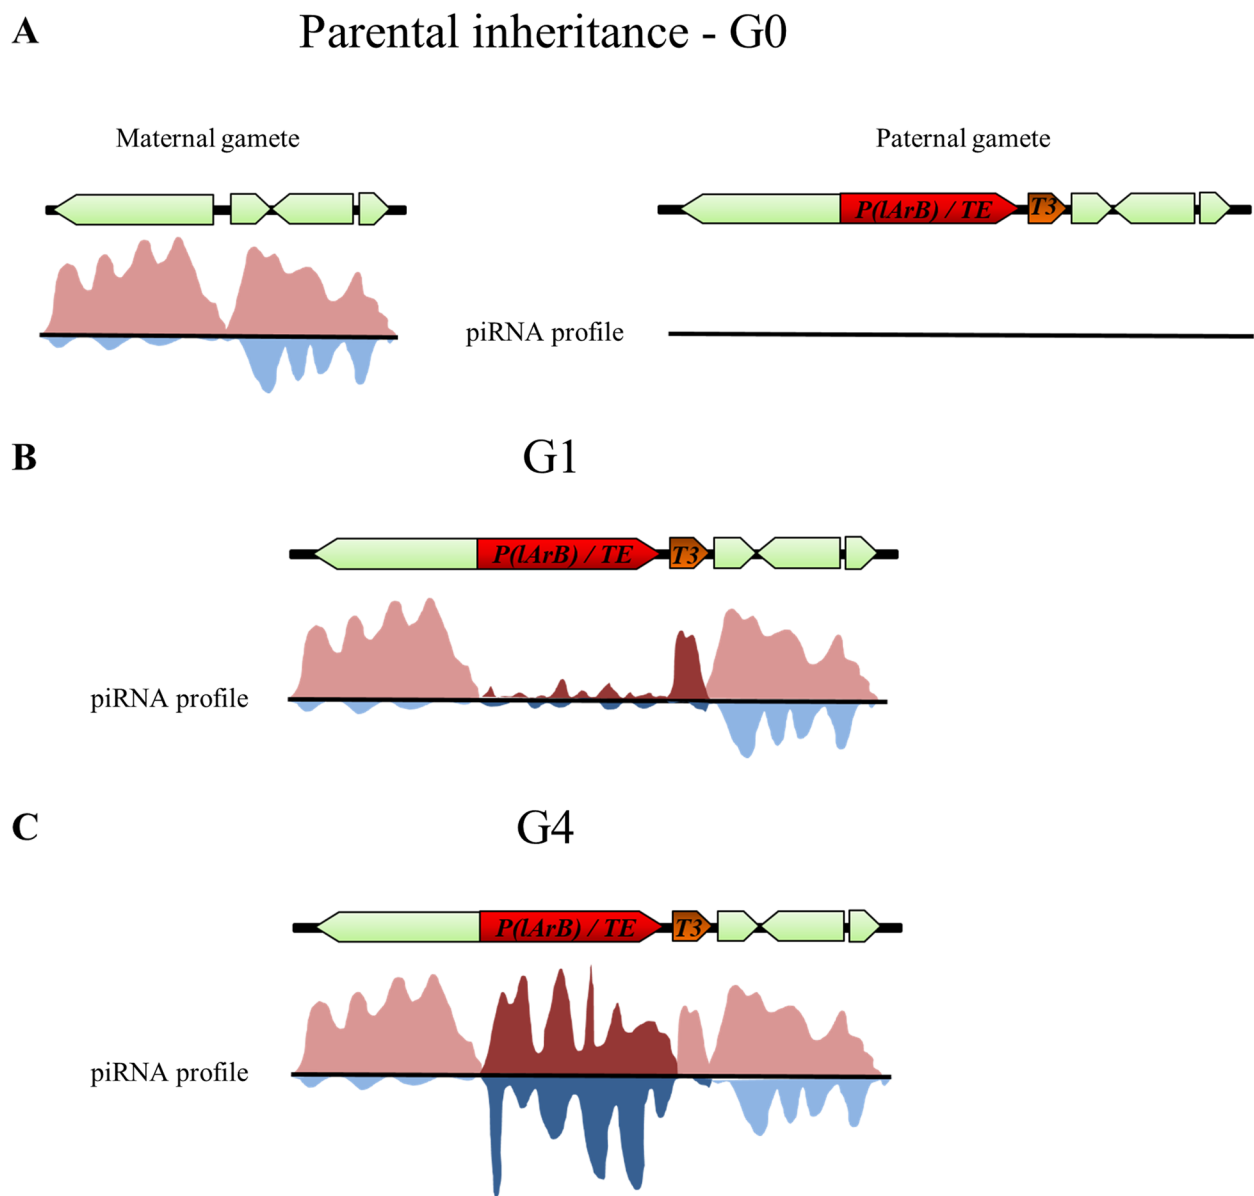 A
Parental inheritance - G0
Maternal gamete
Paternal gamete
P(lArB) / TE
T3
piRNA profile
B
G1
P(lArB) / TE
T3
piRNA profile
C
G4
P(lArB) / TE
T3
piRNA profile